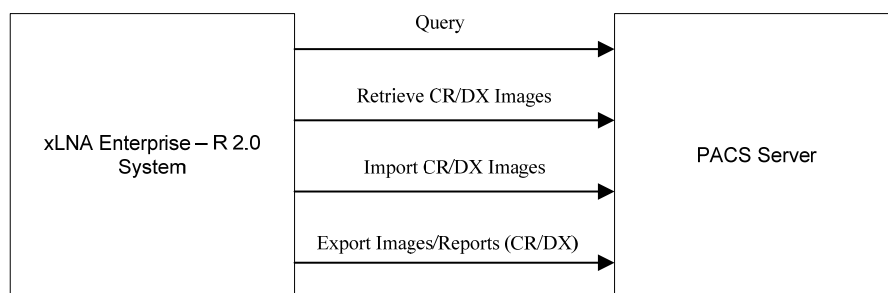 Query
Retrieve CR/DX Images
xLNA Enterprise – R 2.0
System
PACS Server
Import CR/DX Images
Export Images/Reports (CR/DX)